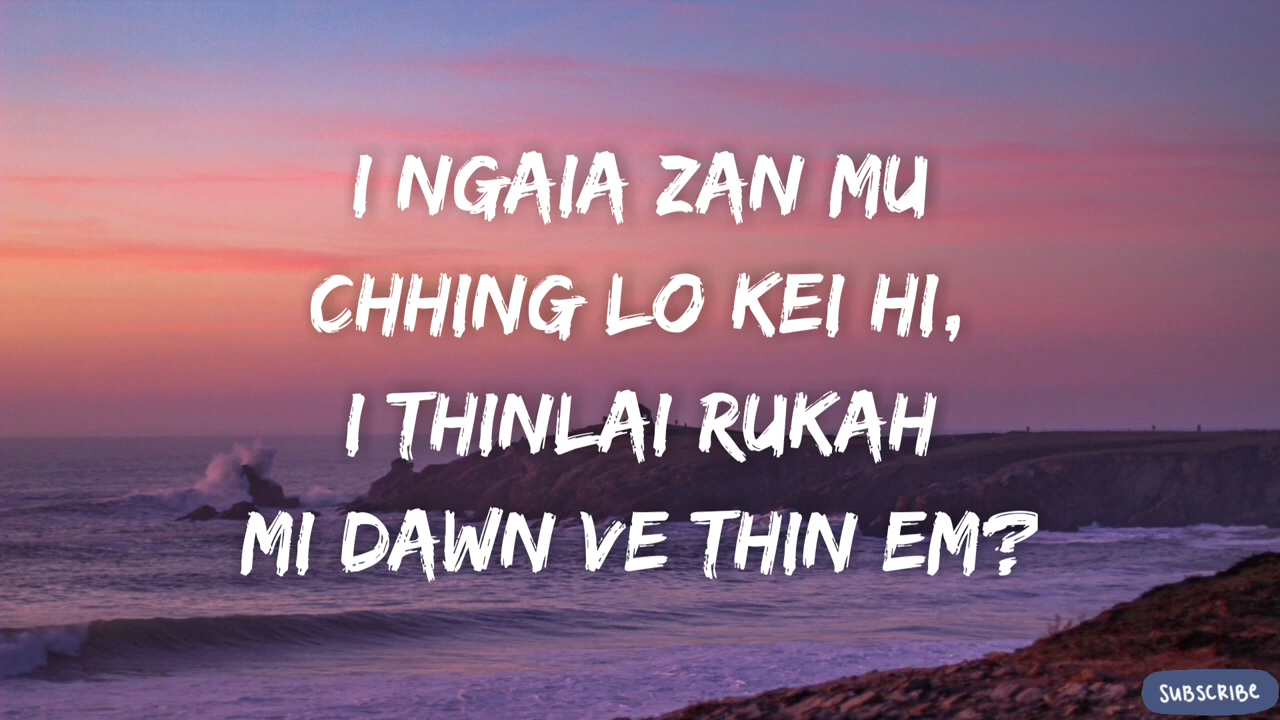 I NGAIA ZAN MU
CHHING LO KEI HI,
I THINLAI RUKAH
MI DAWN VE THIN EM?
SUBSCRIBE